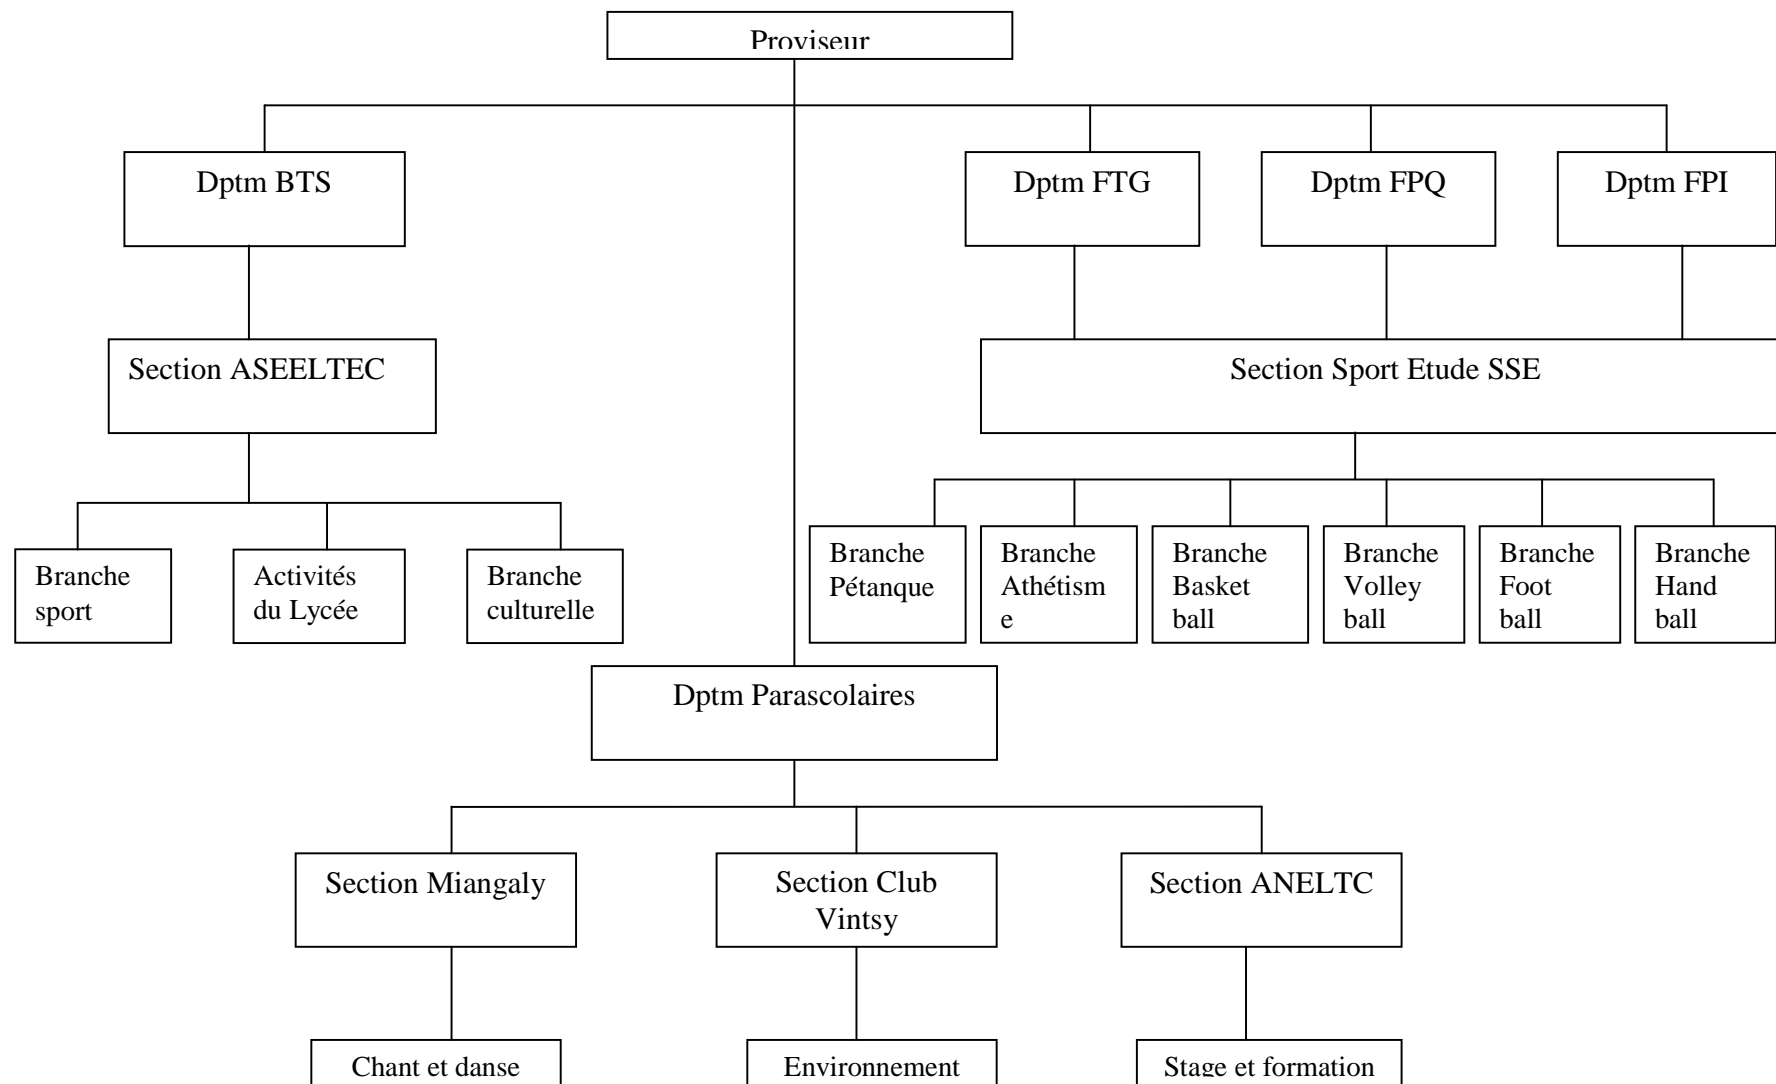 Proviseur
Dptm BTS
Dptm FTG
Dptm FPQ
Dptm FPI
Section ASEELTEC
Section Sport Etude SSE
Branche
sport
Activités
du Lycée
Branche
culturelle
Branche
Pétanque
Branche
Athétism
e
Branche
Basket
ball
Branche
Volley
ball
Branche
Foot
ball
Branche
Hand
ball
Dptm Parascolaires
Section Miangaly
Section Club
Vintsy
Section ANELTC
Chant et danse
Environnement
Stage et formation